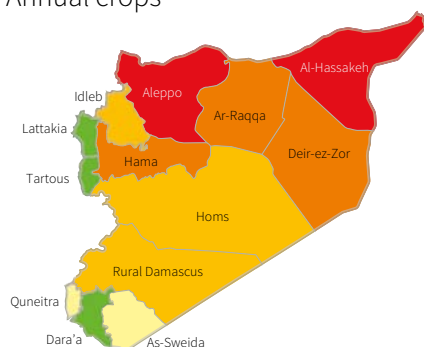 Annual crops
Al-Hassakeh
Aleppo
Idleb
Ar-Raqqa
Lattakia
Deir-ez-Zor
Hama
Tartous
Homs
Rural Damascus
Quneitra
Dara'a
As-Sweida